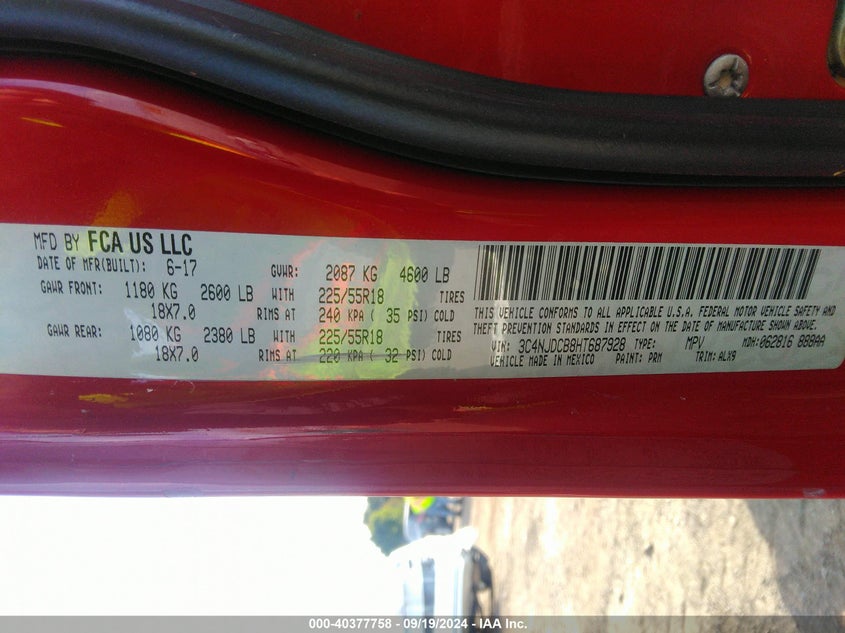 MFD BY FCA US LLC
DATE OF MFR(BUILT): 6-17 GVWR: 2087 KG 4600 LB
GAWR FRONT: 1180 KG 2600 LB WITH 225/55R18 TIRES
18X7.0 RIMS AT 240 KPA ( 35 PSI) COLD
GAWR REAR: 1080 KG 2380 LB WITH 225/55R18 TIRES
18X7.0 RIMS AT 220 KPA ( 32 PSI) COLD
THIS VEHICLE CONFORMS TO ALL APPLICABLE U.S.A. FEDERAL MOTOR VEHICLE SAFETY AND
THEFT PREVENTION STANDARDS IN EFFECT ON THE DATE OF MANUFACTURE SHOWN ABOVE.
VIN: 3C4NJDCB8HT687928 TYPE: MPV MDH: 062816 888AA
VEHICLE MADE IN MEXICO PAINT: PRM TRIM: ALX9
000-40377758 - 09/19/2024 - IAA Inc.